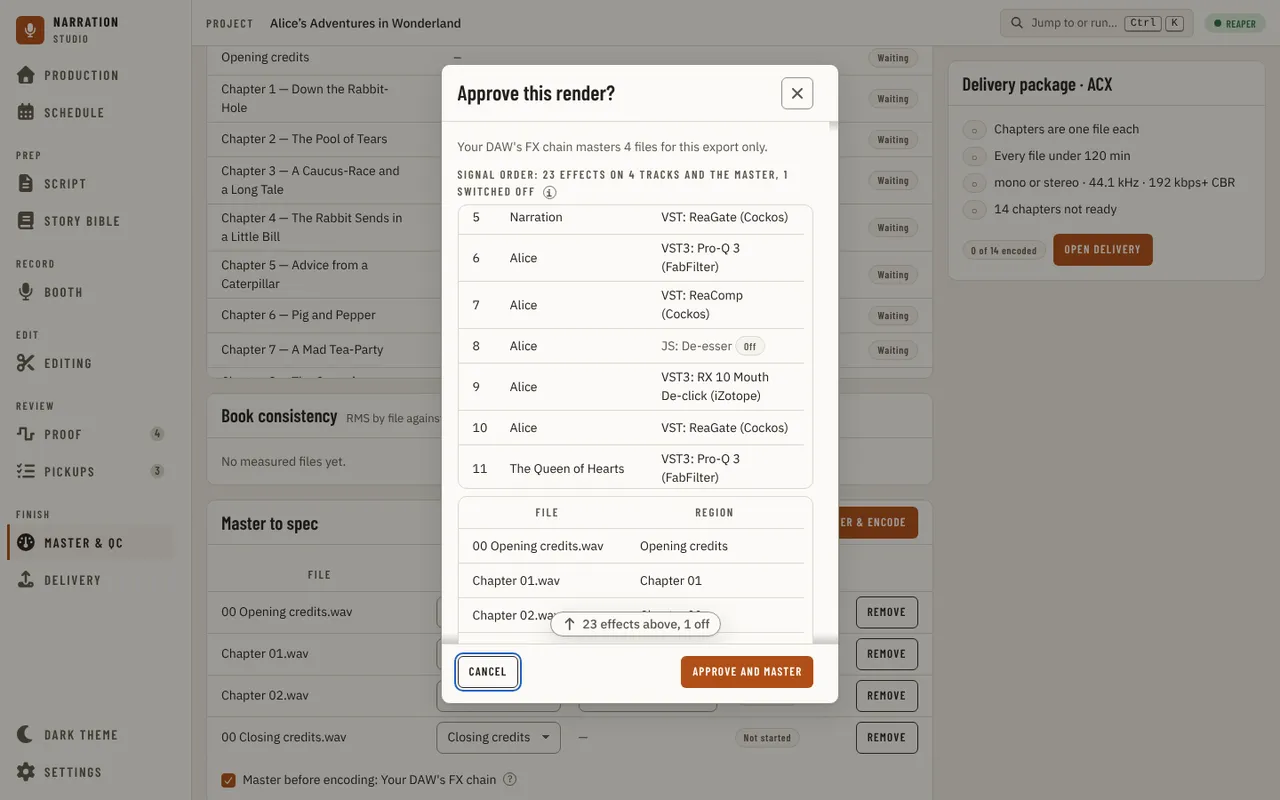 NARRATION
STUDIO
PRODUCTION
SCHEDULE
PREP
SCRIPT
STORY BIBLE
RECORD
BOOTH
EDIT
EDITING
REVIEW
PROOF 4
PICKUPS 3
FINISH
MASTER & QC
DELIVERY
DARK THEME
SETTINGS
PROJECT Alice's Adventures in Wonderland
Jump to or run... Ctrl K
REAPER
Opening credits — Waiting
Chapter 1 — Down the Rabbit-
Hole
Waiting
Chapter 2 — The Pool of Tears
Waiting
Chapter 3 — A Caucus-Race and
a Long Tale
Waiting
Chapter 4 — The Rabbit Sends in
a Little Bill
Waiting
Chapter 5 — Advice from a
Caterpillar
Waiting
Chapter 6 — Pig and Pepper
Waiting
Chapter 7 — A Mad Tea-Party
Waiting
Book consistency RMS by file agains
No measured files yet.
Master to spec
ER & ENCODE
FILE
00 Opening credits.wav
REMOVE
Chapter 01.wav
REMOVE
Chapter 02.wav
REMOVE
00 Closing credits.wav Closing credits — Not started REMOVE
Master before encoding: Your DAW's FX chain ?
Approve this render?
Your DAW's FX chain masters 4 files for this export only.
SIGNAL ORDER: 23 EFFECTS ON 4 TRACKS AND THE MASTER, 1
SWITCHED OFF
5 Narration VST: ReaGate (Cockos)
6 Alice VST3: Pro-Q 3
(FabFilter)
7 Alice VST: ReaComp
(Cockos)
8 Alice JS: De-esser Off
9 Alice VST3: RX 10 Mouth
De-click (iZotope)
10 Alice VST: ReaGate (Cockos)
11 The Queen of Hearts VST3: Pro-Q 3
(FabFilter)
FILE REGION
00 Opening credits.wav Opening credits
Chapter 01.wav Chapter 01
Chapter 02.wav
23 effects above, 1 off
CANCEL
APPROVE AND MASTER
Delivery package · ACX
Chapters are one file each
Every file under 120 min
mono or stereo · 44.1 kHz · 192 kbps+ CBR
14 chapters not ready
0 of 14 encoded
OPEN DELIVERY